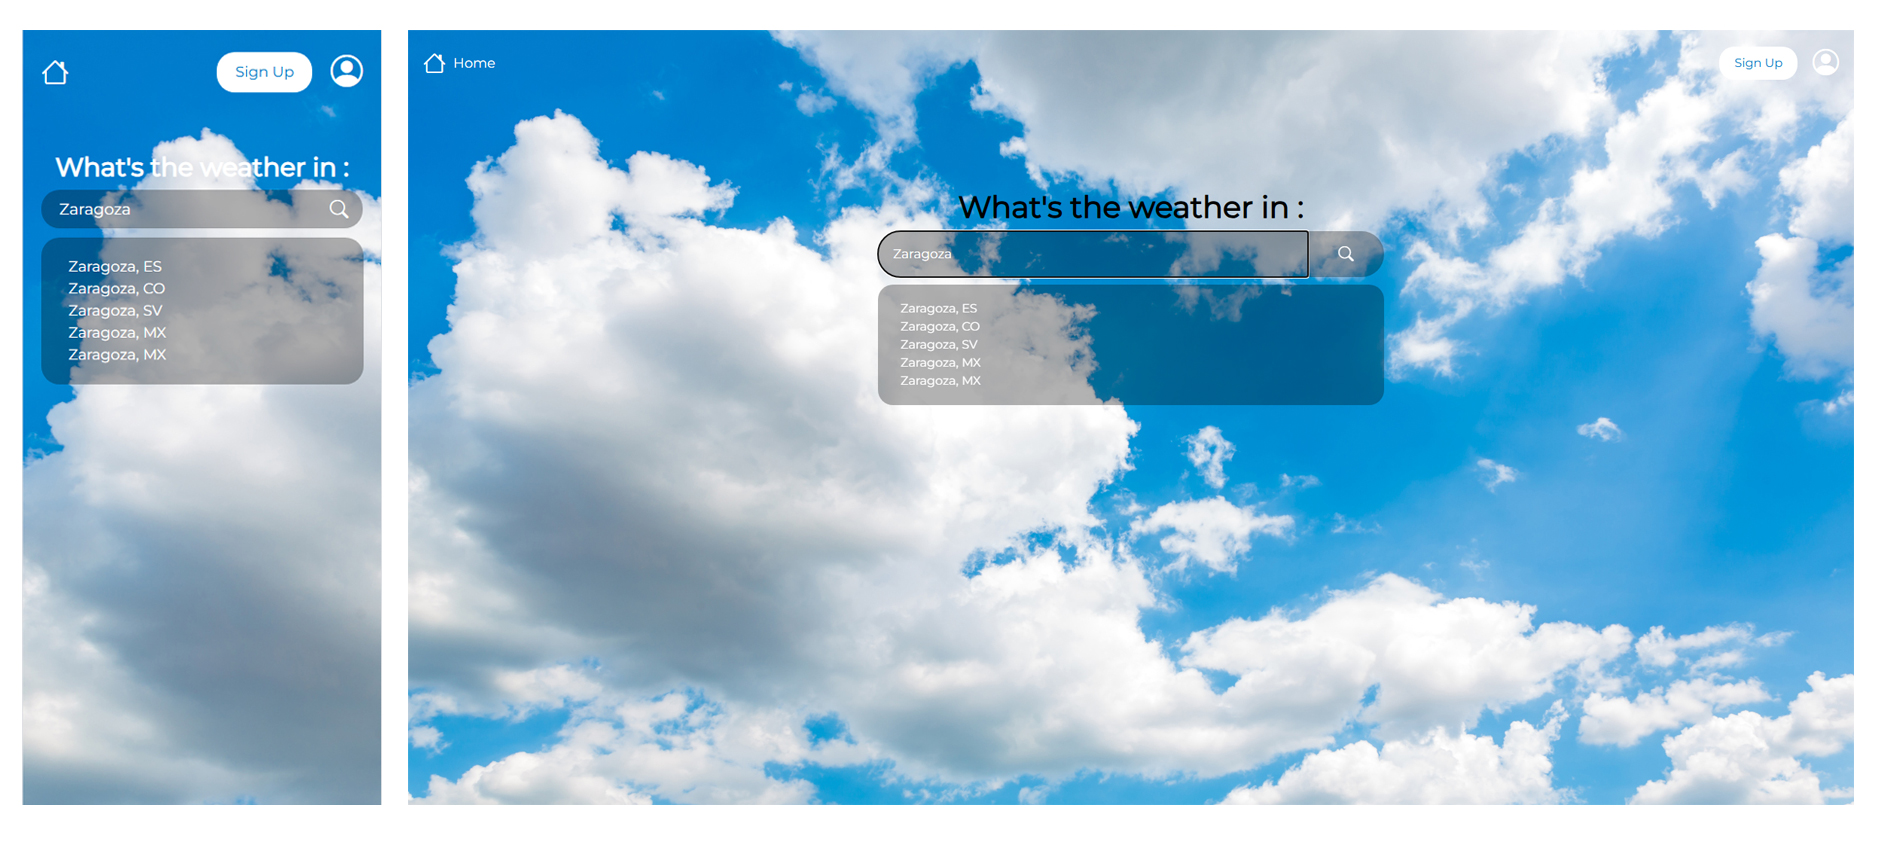 Sign Up
What's the weather in :
Zaragoza
Zaragoza, ES
Zaragoza, CO
Zaragoza, SV
Zaragoza, MX
Zaragoza, MX
Home
Sign Up
What's the weather in :
Zaragoza
Zaragoza, ES
Zaragoza, CO
Zaragoza, SV
Zaragoza, MX
Zaragoza, MX